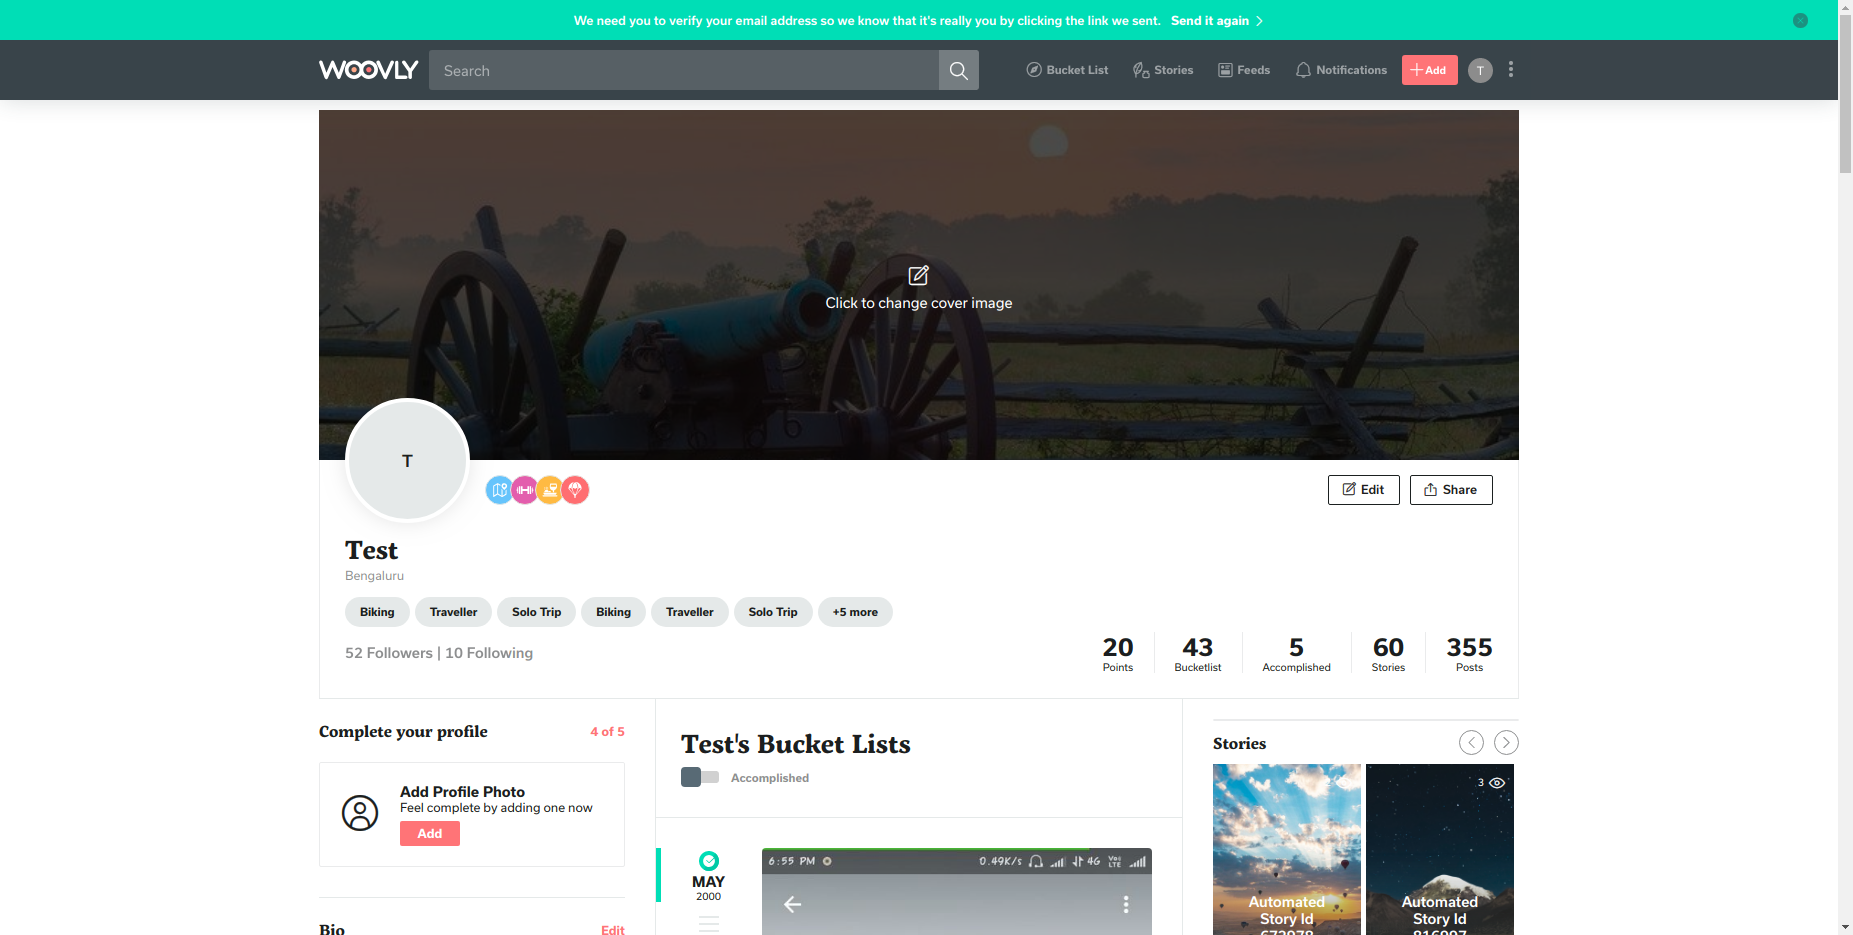 We need you to verify your email address so we know that it's really you by clicking the link we sent. Send it again
WOOVLY
Search
Bucket List
Stories
Feeds
Notifications
Add
T
Click to change cover image
T
Edit
Share
Test
Bengaluru
Biking
Traveller
Solo Trip
Biking
Traveller
Solo Trip
+5 more
52 Followers | 10 Following
20
Points
43
Bucketlist
5
Accomplished
60
Stories
355
Posts
Complete your profile
4 of 5
Add Profile Photo
Feel complete by adding one now
Add
Bio
Edit
Test's Bucket Lists
Accomplished
MAY
2000
6:55 PM
0.49K/s
4G
Vo
LTE
Stories
Automated
Story Id
3
Automated
Story Id